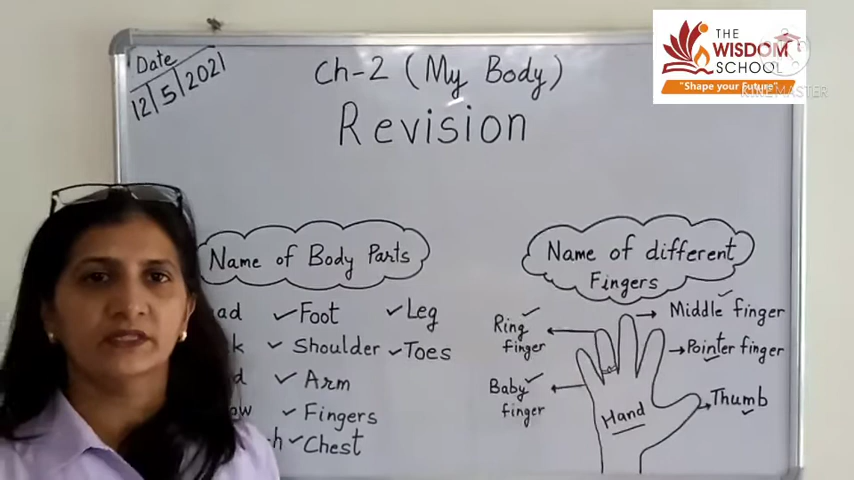 Date
12/5/2021
Ch-2 (My Body)
Revision
THE
WISDOM
SCHOOL
"Shape your Future"
KINEMASTER
Name of Body Parts
Foot
Leg
Shoulder
Toes
Arm
Fingers
Chest
Name of different
Fingers
Ring
finger
Middle finger
Pointer finger
Baby
finger
Thumb
Hand